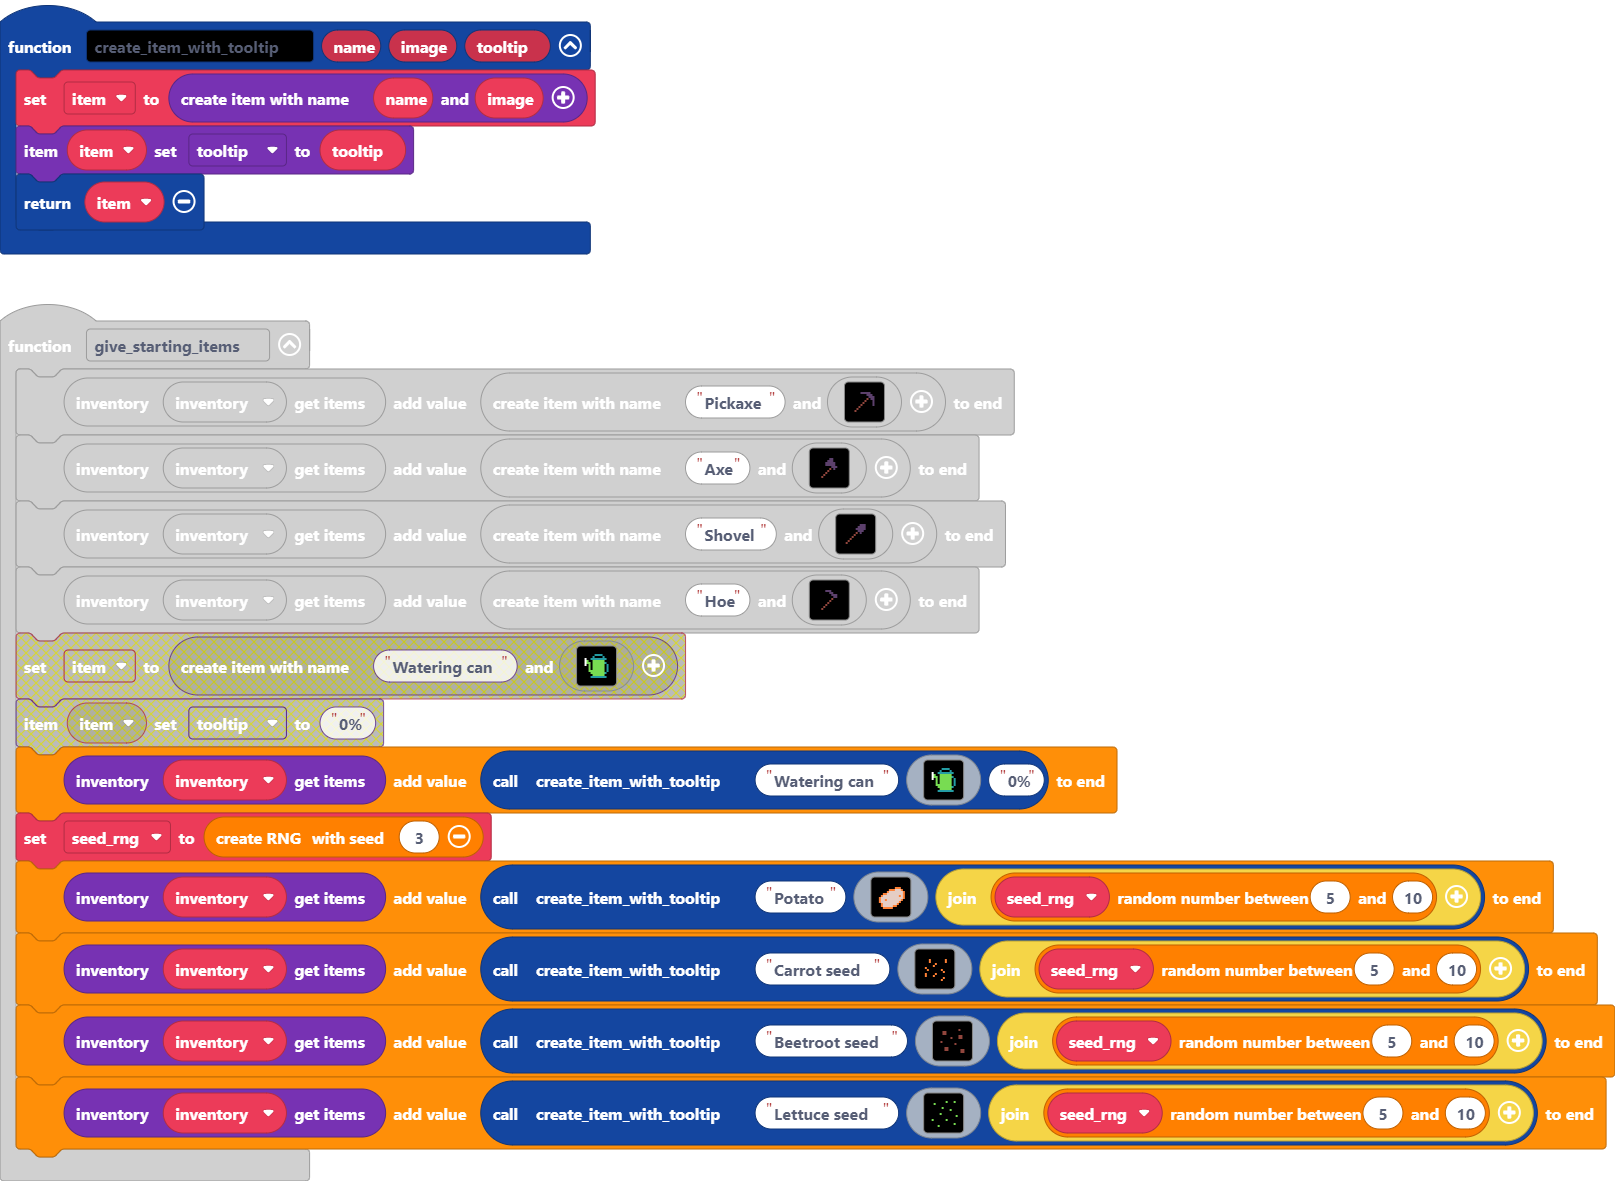 function create_item_with_tooltip name image tooltip
set item to create item with name name and image
item item set tooltip to tooltip
return item
function give_starting_items
inventory inventory get items add value create item with name "Pickaxe" and to end
inventory inventory get items add value create item with name "Axe" and to end
inventory inventory get items add value create item with name "Shovel" and to end
inventory inventory get items add value create item with name "Hoe" and to end
set item to create item with name "Watering can" and
item item set tooltip to "0%"
inventory inventory get items add value call create_item_with_tooltip "Watering can" "0%" to end
set seed_rng to create RNG with seed 3
inventory inventory get items add value call create_item_with_tooltip "Potato" join seed_rng random number between 5 and 10 to end
inventory inventory get items add value call create_item_with_tooltip "Carrot seed" join seed_rng random number between 5 and 10 to end
inventory inventory get items add value call create_item_with_tooltip "Beetroot seed" join seed_rng random number between 5 and 10 to end
inventory inventory get items add value call create_item_with_tooltip "Lettuce seed" join seed_rng random number between 5 and 10 to end